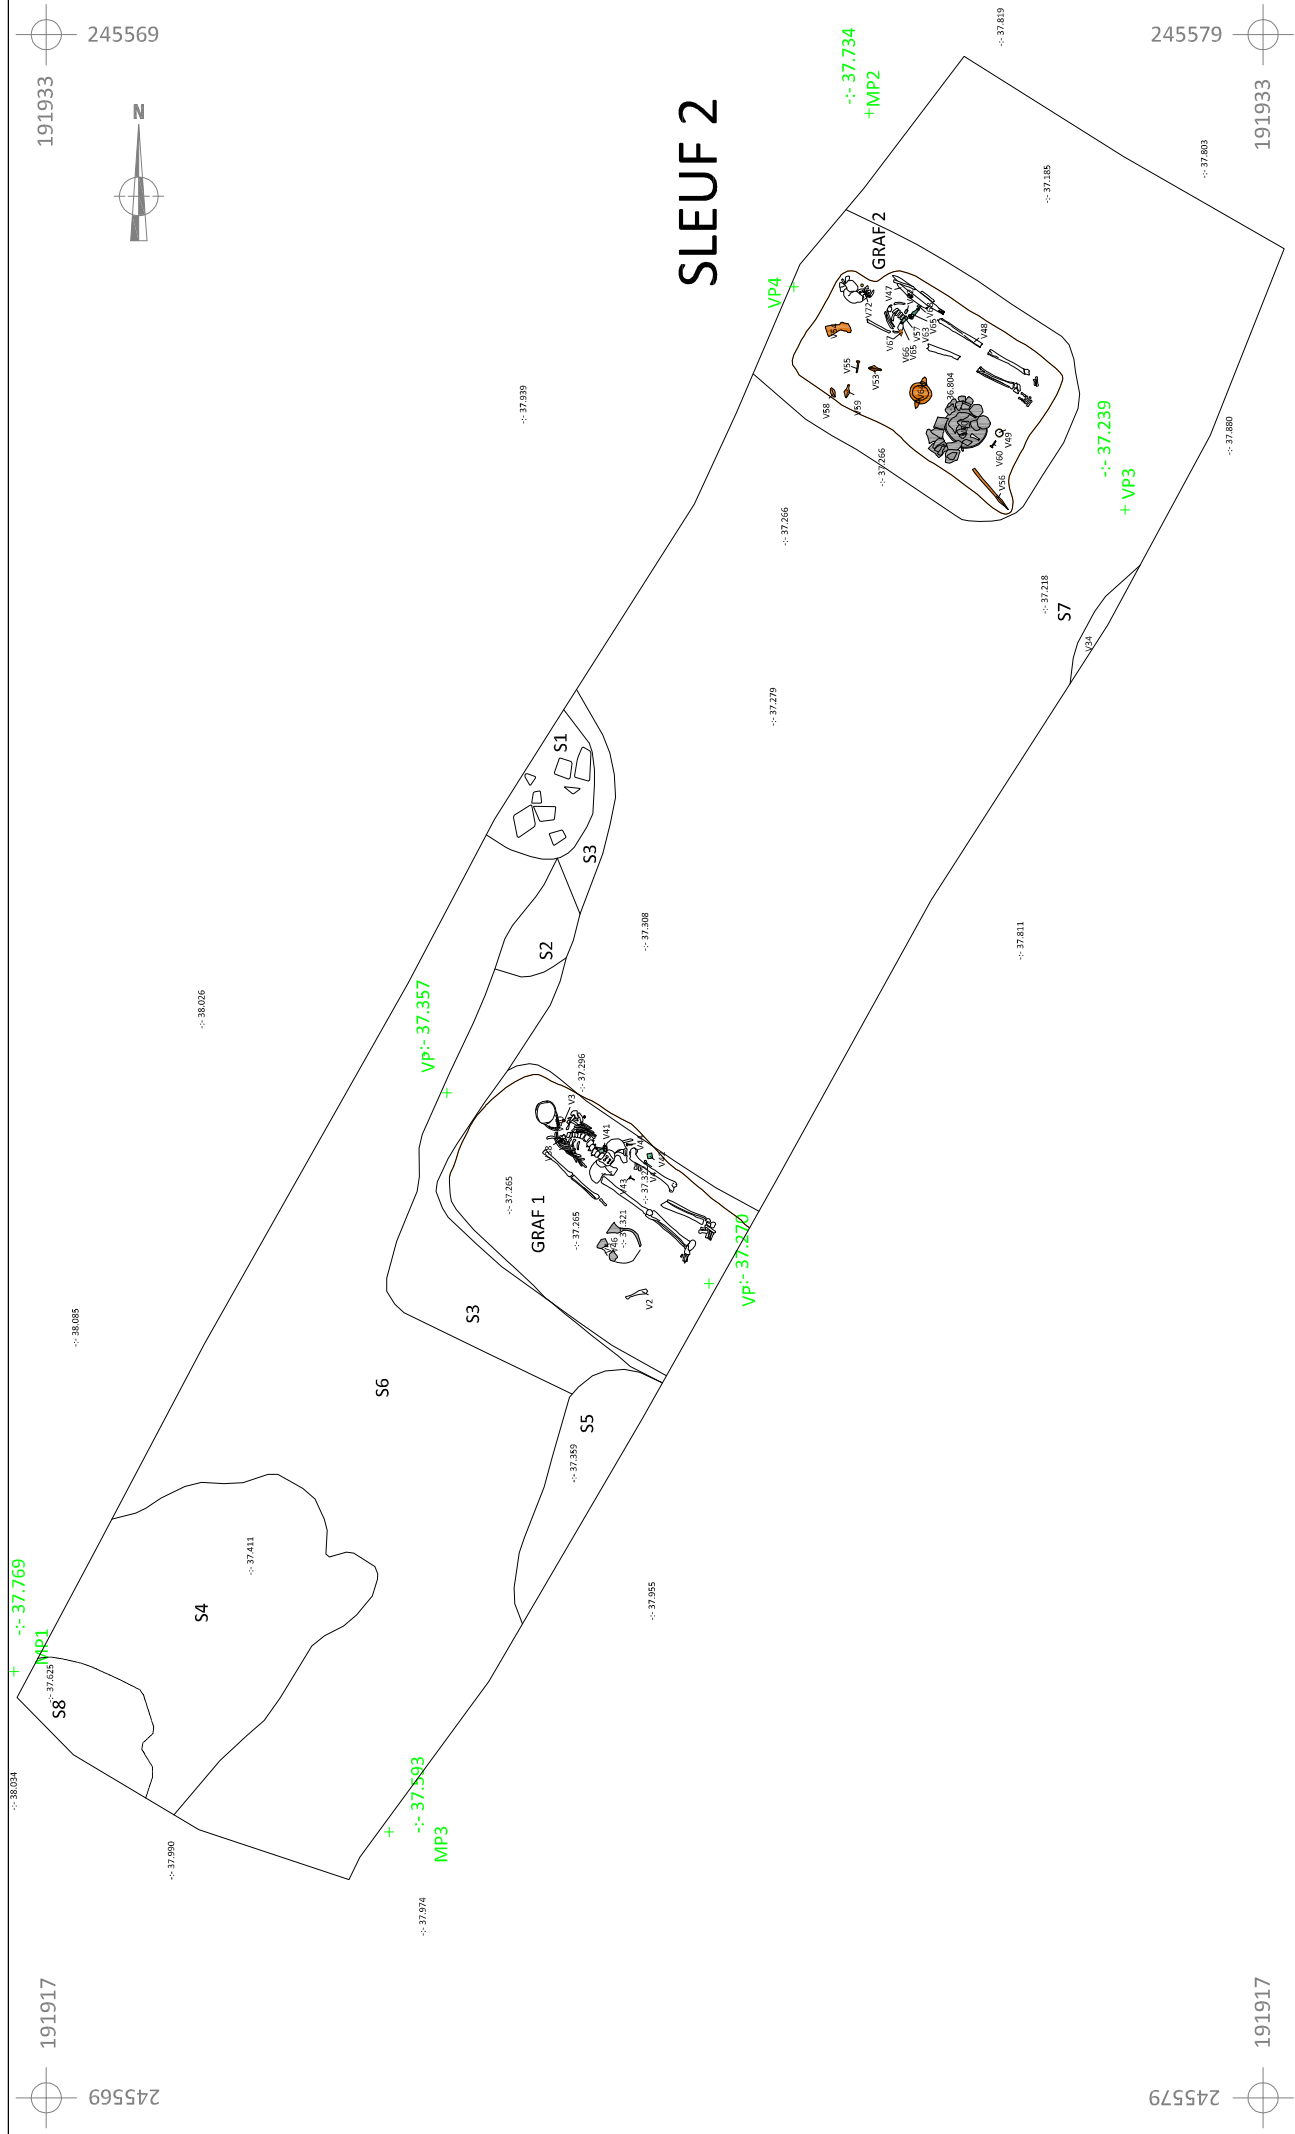 245569
191933
N
SLEUF 2
-:- 37.734
MP2
-:- 37.819
245579
191933
-:- 37.803
-:- 37.185
GRAF 2
VP4
V47
V72
V67
V66
V65
V57
V63
V65
V48
V55
V53
V58
V59
36.804
V49
V60
V56
-:- 37.939
-:- 37.266
-:- 37.266
-:- 37.239
VP3
-:- 37.880
-:- 37.218
S7
V34
-:- 37.279
S1
S3
S2
-:- 37.308
-:- 37.811
-:- 38.026
VP:- 37.357
-:- 37.296
V3
V41
V43
-:- 37.265
GRAF 1
-:- 37.265
V2
VP:- 37.270
-:- 38.085
S3
S6
S5
-:- 37.359
-:- 37.411
S4
-:- 37.955
-:- 37.769
MP1
-:- 37.625
S8
-:- 38.034
-:- 37.593
MP3
-:- 37.990
-:- 37.974
191917
245569
191917
245579